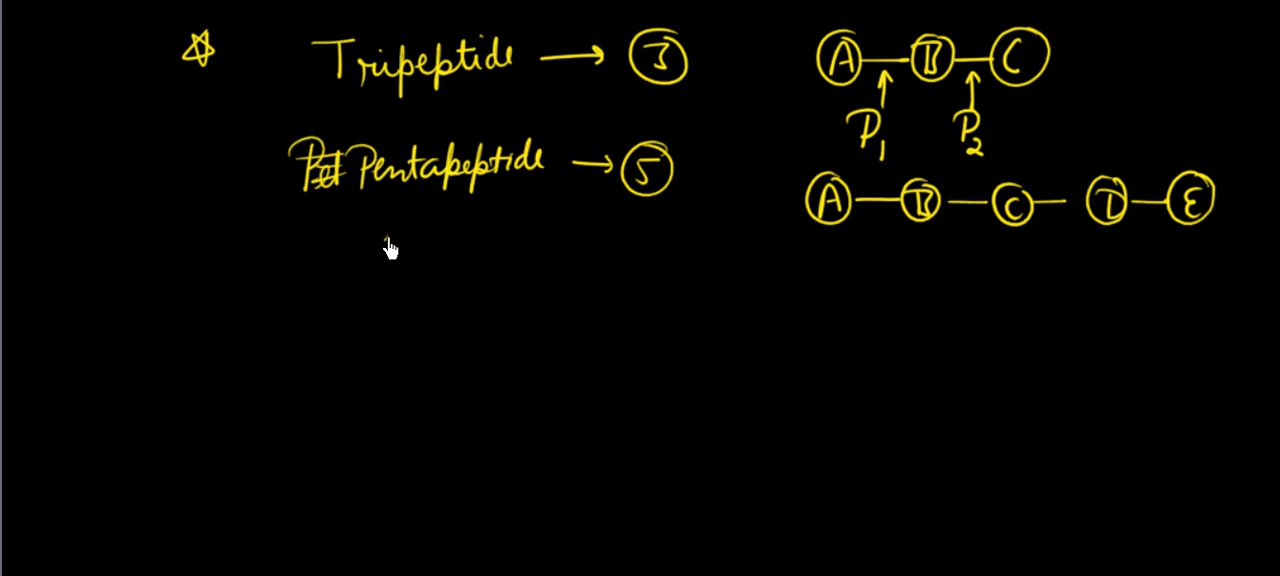 Tripeptide → 3 A — B — C
P1 P2
Pentapeptide → 5 A — B — C — D — E